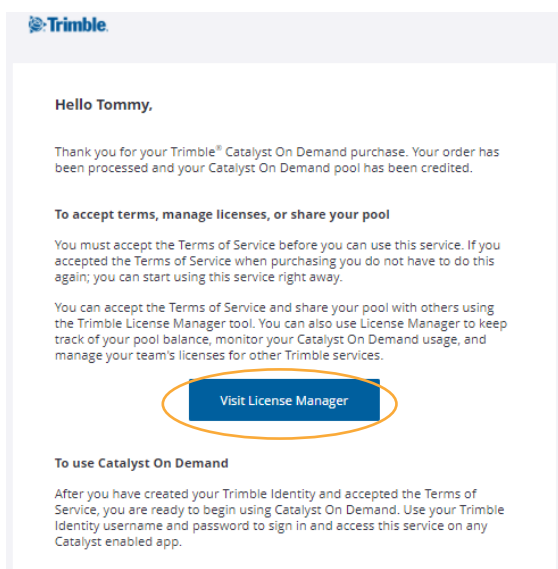 Trimble.
Hello Tommy,
Thank you for your Trimble® Catalyst On Demand purchase. Your order has
been processed and your Catalyst On Demand pool has been credited.
To accept terms, manage licenses, or share your pool
You must accept the Terms of Service before you can use this service. If you
accepted the Terms of Service when purchasing you do not have to do this
again; you can start using this service right away.
You can accept the Terms of Service and share your pool with others using
the Trimble License Manager tool. You can also use License Manager to keep
track of your pool balance, monitor your Catalyst On Demand usage, and
manage your team's licenses for other Trimble services.
Visit License Manager
To use Catalyst On Demand
After you have created your Trimble Identity and accepted the Terms of
Service, you are ready to begin using Catalyst On Demand. Use your Trimble
Identity username and password to sign in and access this service on any
Catalyst enabled app.